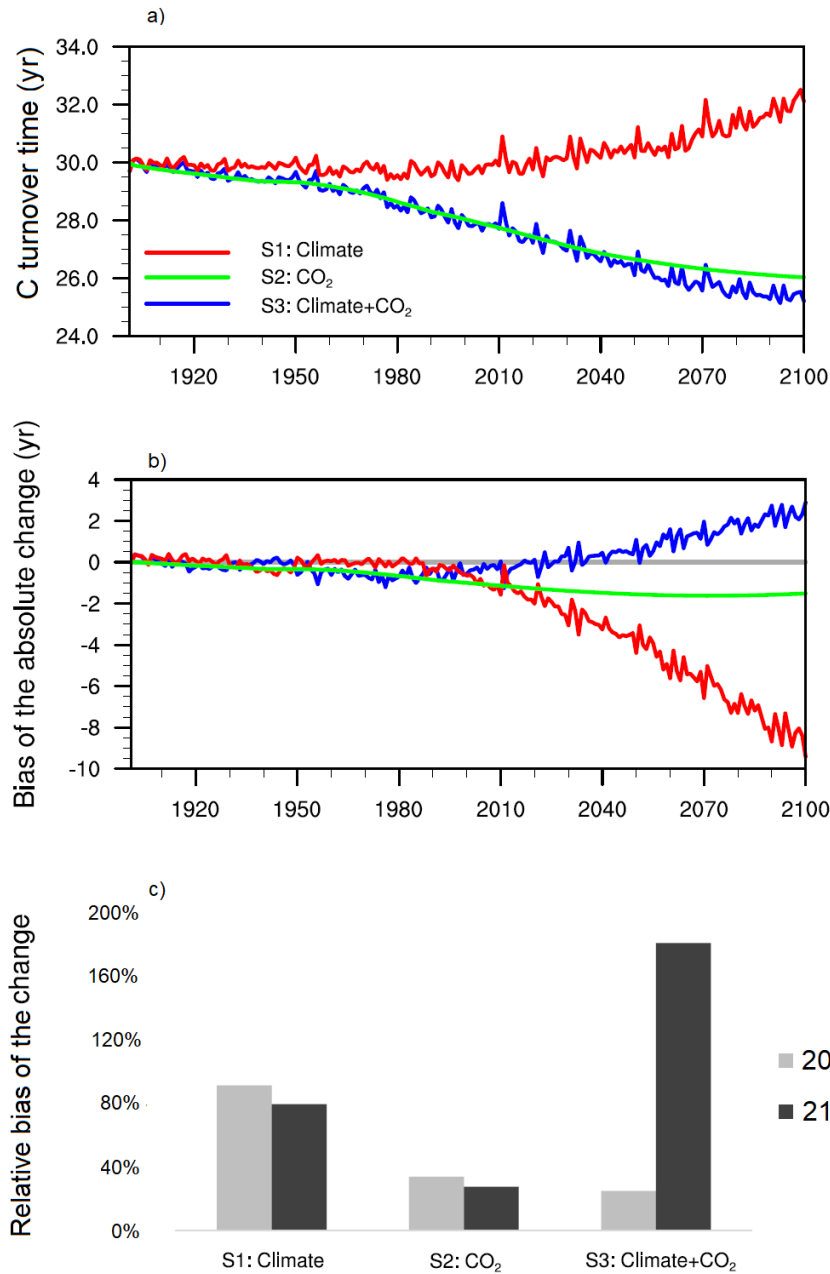 a)
C turnover time (yr)
34.0
32.0
30.0
28.0
26.0
24.0
S1: Climate
S2: CO₂
S3: Climate+CO₂
1920 1950 1980 2010 2040 2070 2100
b)
Bias of the absolute change (yr)
4
2
0
-2
-4
-6
-8
-10
1920 1950 1980 2010 2040 2070 2100
c)
Relative bias of the change
200%
160%
120%
80%
40%
0%
20
21
S1: Climate S2: CO₂ S3: Climate+CO₂